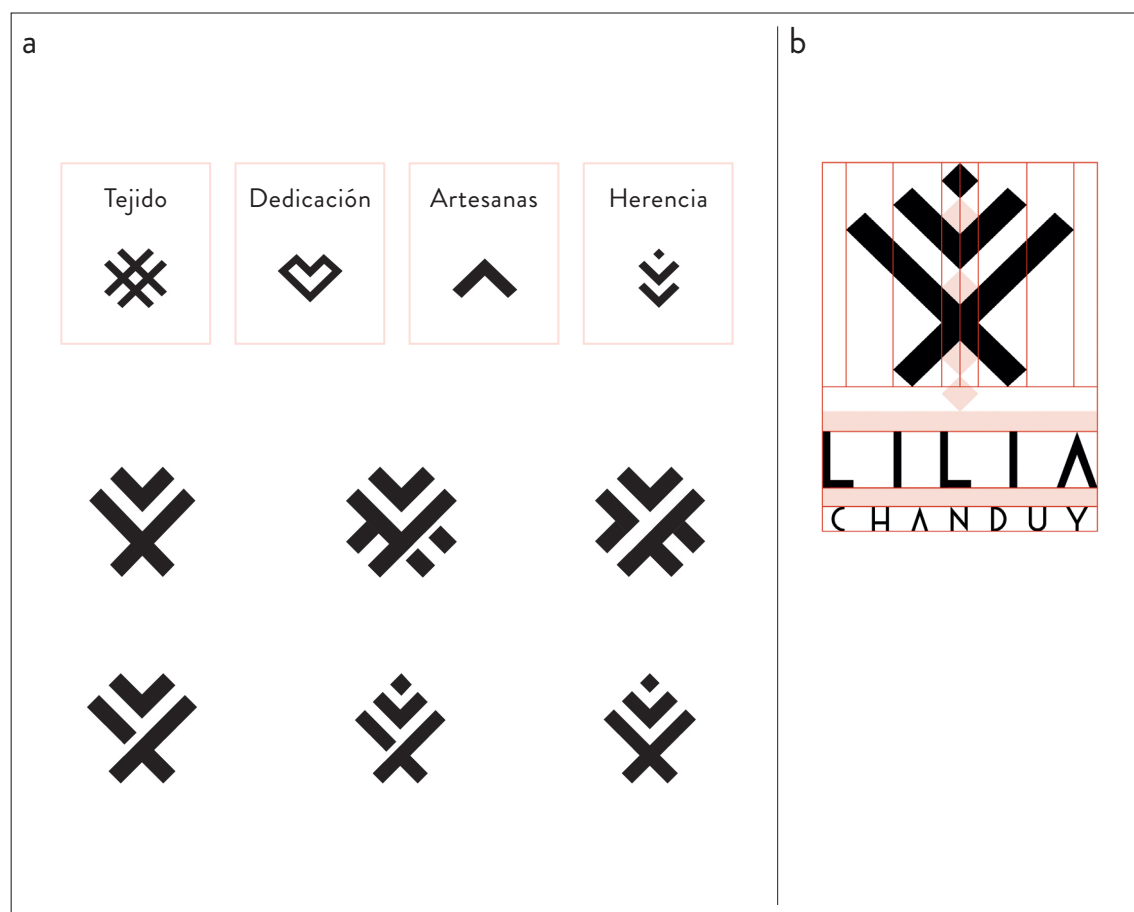 a
b
Tejido
Dedicación
Artesanas
Herencia
LILIA
CHANDUY